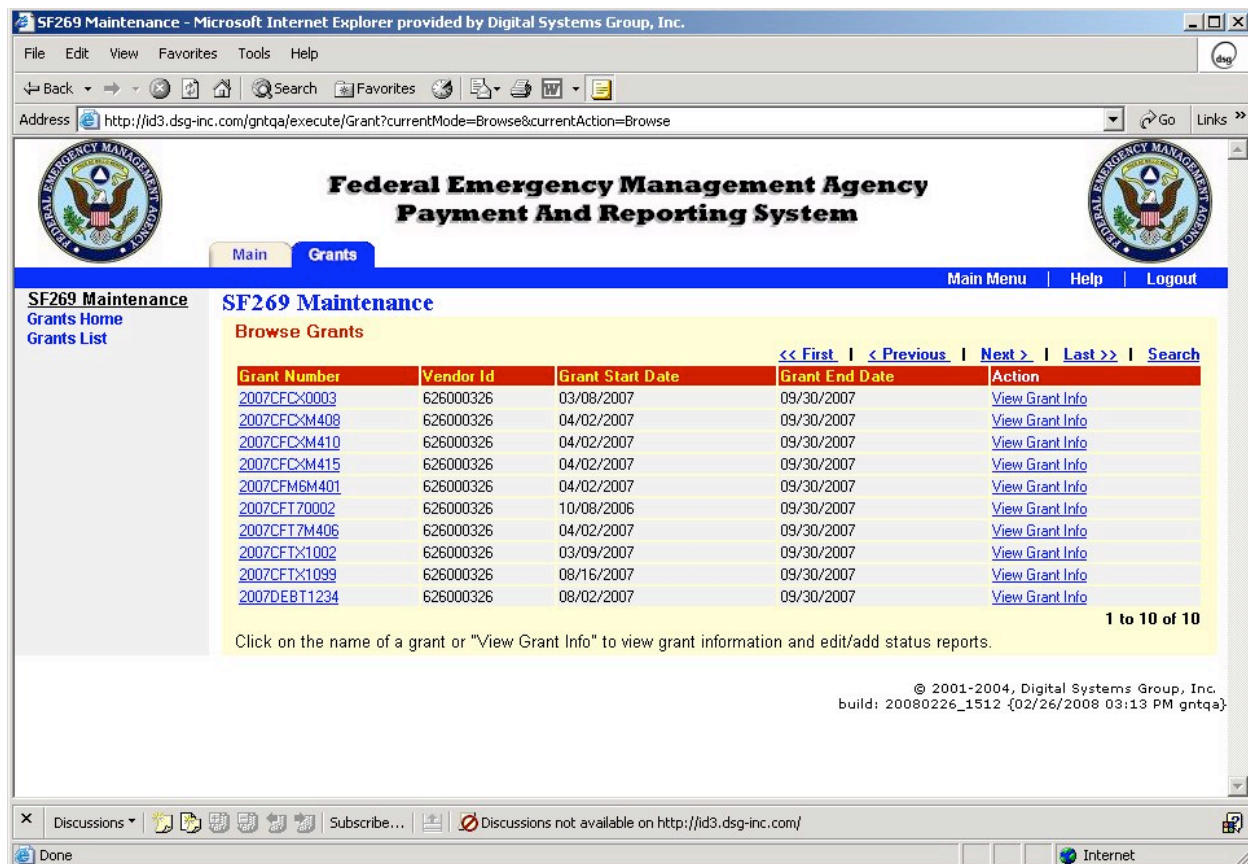 SF269 Maintenance - Microsoft Internet Explorer provided by Digital Systems Group, Inc.
File Edit View Favorites Tools Help
dsg
Back Search Favorites
Address http://id3.dsg-inc.com/gntqa/execute/Grant?currentMode=Browse&currentAction=Browse Go Links »
Federal Emergency Management Agency
Payment And Reporting System
FEDERAL EMERGENCY MANAGEMENT AGENCY
FEDERAL EMERGENCY MANAGEMENT AGENCY
Main Grants
Main Menu | Help | Logout
SF269 Maintenance
Grants Home
Grants List
SF269 Maintenance
Browse Grants
<< First | < Previous | Next > | Last >> | Search
Grant Number Vendor Id Grant Start Date Grant End Date Action
2007CFCX0003 626000326 03/08/2007 09/30/2007 View Grant Info
2007CFCXM408 626000326 04/02/2007 09/30/2007 View Grant Info
2007CFCXM410 626000326 04/02/2007 09/30/2007 View Grant Info
2007CFCXM415 626000326 04/02/2007 09/30/2007 View Grant Info
2007CFM6M401 626000326 04/02/2007 09/30/2007 View Grant Info
2007CFT70002 626000326 10/08/2006 09/30/2007 View Grant Info
2007CFT7M406 626000326 04/02/2007 09/30/2007 View Grant Info
2007CFTX1002 626000326 03/09/2007 09/30/2007 View Grant Info
2007CFTX1099 626000326 08/16/2007 09/30/2007 View Grant Info
2007DEBT1234 626000326 08/02/2007 09/30/2007 View Grant Info
1 to 10 of 10
Click on the name of a grant or "View Grant Info" to view grant information and edit/add status reports.
© 2001-2004, Digital Systems Group, Inc.
build: 20080226_1512 {02/26/2008 03:13 PM gntqa}
Discussions Subscribe... Discussions not available on http://id3.dsg-inc.com/
Done Internet